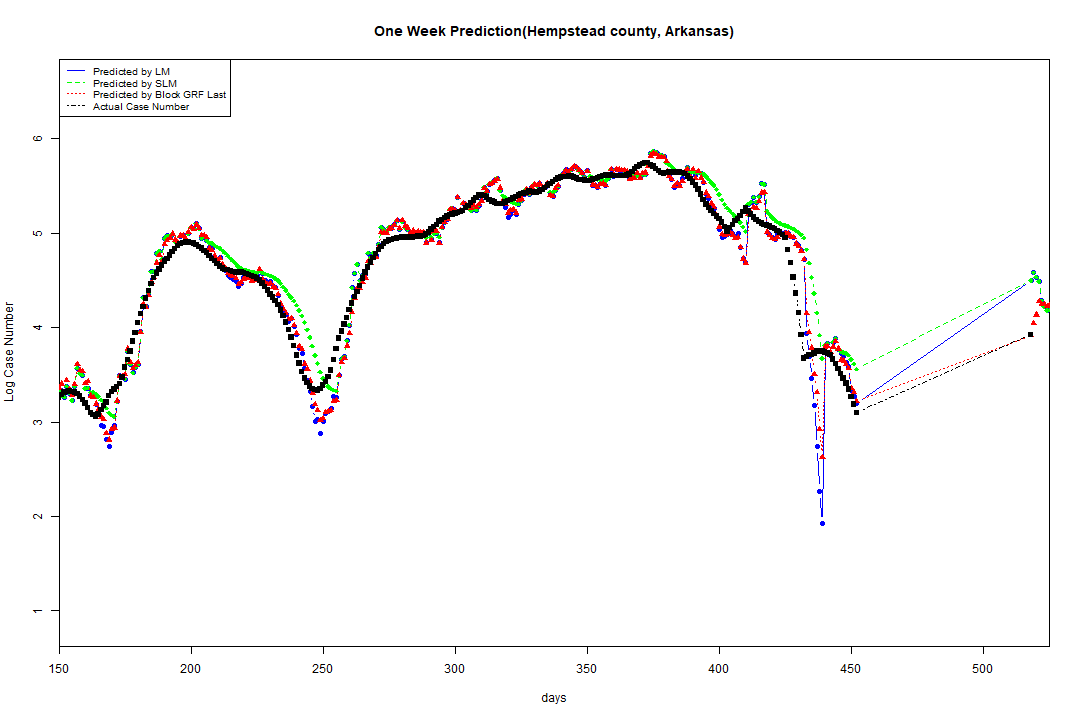 One Week Prediction(Hempstead county, Arkansas)
Predicted by LM
Predicted by SLM
Predicted by Block GRF Last
Actual Case Number
Log Case Number
6
5
4
3
2
1
150 200 250 300 350 400 450 500
days